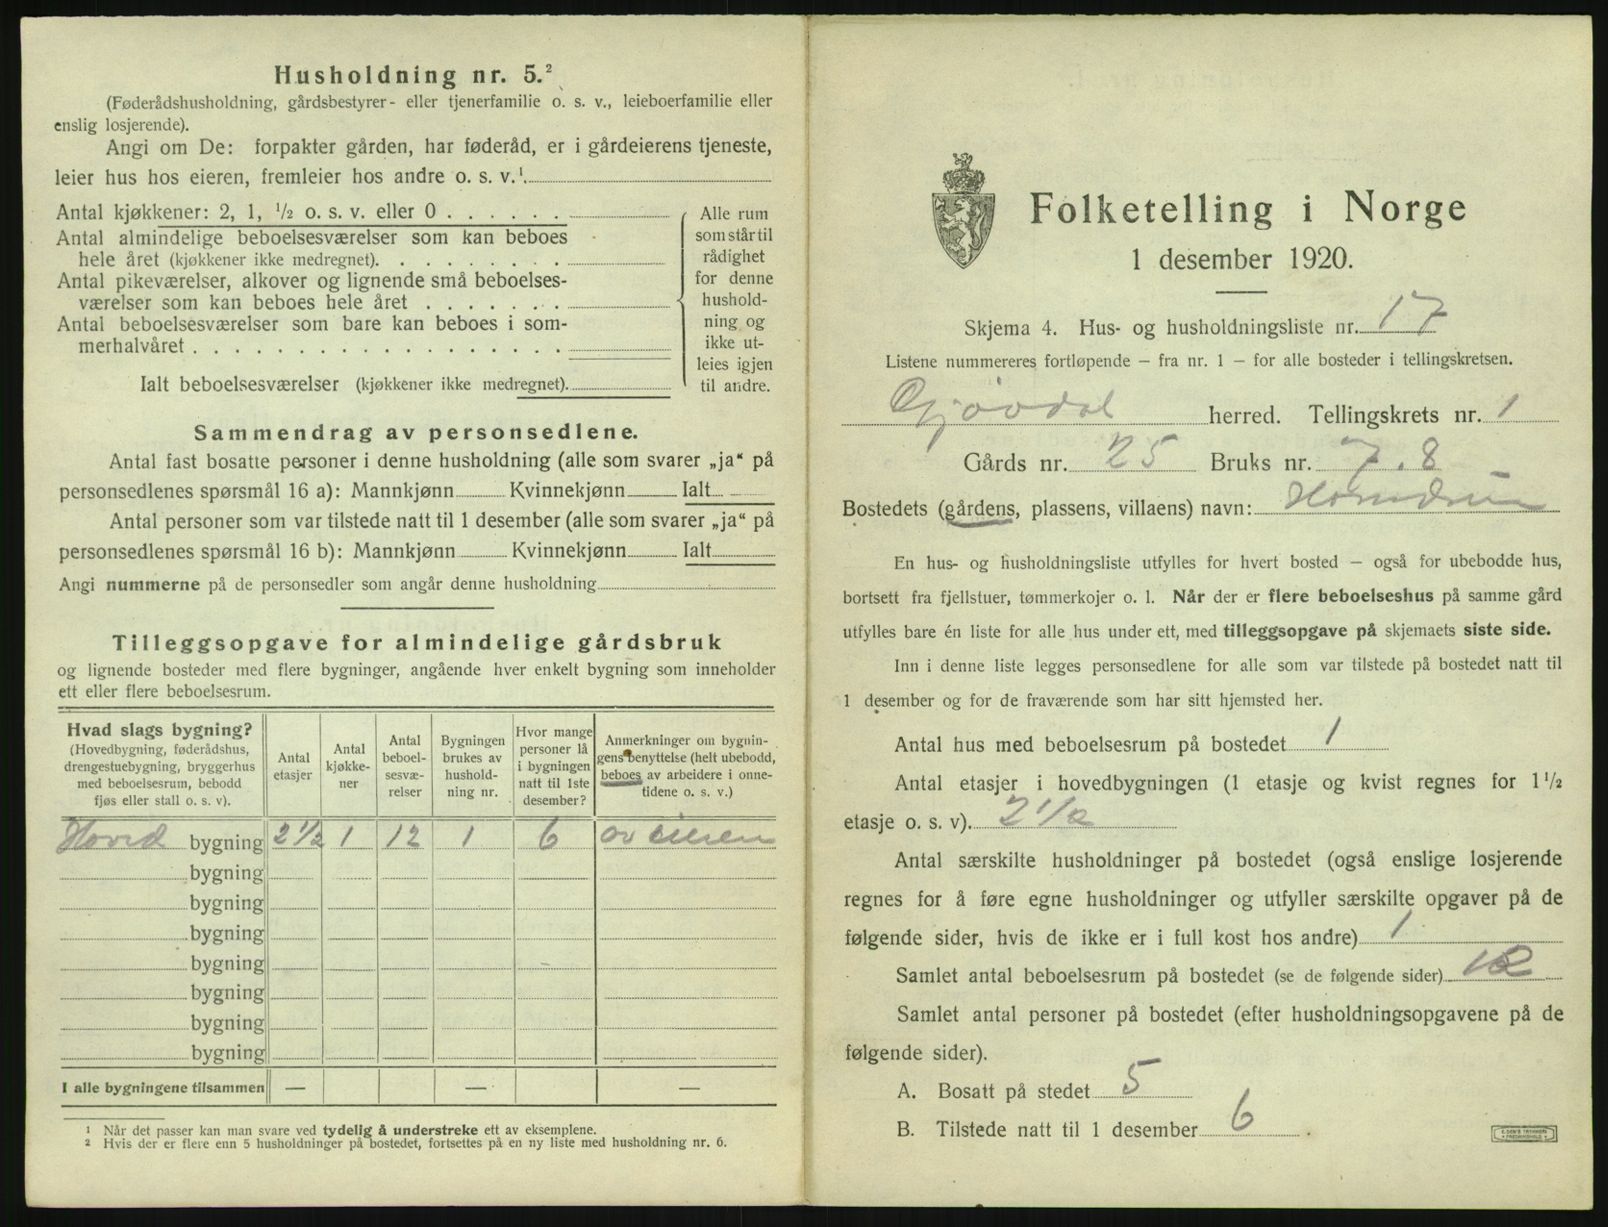 Husholdning nr. 5.²
(Føderådshusholdning, gårdsbestyrer- eller tjenerfamilie o. s. v., leieboerfamilie eller
enslig losjerende).
Angi om De: forpakter gården, har føderåd, er i gårdeierens tjeneste,
leier hus hos eieren, fremleier hos andre o. s. v.¹
Antal kjøkkener: 2, 1, ½ o. s. v. eller 0 . . . . . .
Antal almindelige beboelsesværelser som kan beboes
hele året (kjøkkener ikke medregnet). . . . . . . . .
Antal pikeværelser, alkover og lignende små beboelses-
værelser som kan beboes hele året . . . . . . .
Antal beboelsesværelser som bare kan beboes i som-
merhalvåret . . . . . . . . . . . . . . . . . .
Ialt beboelsesværelser (kjøkkener ikke medregnet).
Alle rum
som står til
rådighet
for denne
hushold-
ning og
ikke ut-
leies igjen
til andre.
Sammendrag av personsedlene.
Antal fast bosatte personer i denne husholdning (alle som svarer „ja“ på
personsedlenes spørsmål 16 a): Mannkjønn Kvinnekjønn Ialt
Antal personer som var tilstede natt til 1 desember (alle som svarer „ja“ på
personsedlenes spørsmål 16 b): Mannkjønn Kvinnekjønn Ialt
Angi nummerne på de personsedler som angår denne husholdning
Tilleggsopgave for almindelige gårdsbruk
og lignende bosteder med flere bygninger, angående hver enkelt bygning som inneholder
ett eller flere beboelsesrum.
Hvad slags bygning?
(Hovedbygning, føderådshus,
drengestuebygning, bryggerhus
med beboelsesrum, bebodd
fjøs eller stall o. s. v).
Antal
etasjer
Antal
kjøkke-
ner
Antal
beboel-
sesvæ-
relser
Bygningen
brukes av
hushold-
ning nr.
Hvor mange
personer lå
i bygningen
natt til 1ste
desember?
Anmerkninger om bygnin-
gens benyttelse (helt ubebodd,
beboes av arbeidere i onne-
tidene o. s. v.)
Hoved bygning 2½ 1 12 1 6 av eieren
bygning
bygning
bygning
bygning
bygning
bygning
bygning
I alle bygningene tilsammen — — —
¹ Når det passer kan man svare ved tydelig å understreke ett av eksemplene.
² Hvis der er flere enn 5 husholdninger på bostedet, fortsettes på en ny liste med husholdning nr. 6.
Folketelling i Norge
1 desember 1920.
Skjema 4. Hus- og husholdningsliste nr. 17
Listene nummereres fortløpende – fra nr. 1 – for alle bosteder i tellingskretsen.
Gjøvdal herred. Tellingskrets nr. 1
Gårds nr. 25 Bruks nr. 7. 8
Bostedets (gårdens, plassens, villaens) navn:
En hus- og husholdningsliste utfylles for hvert bosted – også for ubebodde hus,
bortsett fra fjellstuer, tømmerkojer o. l. Når der er flere beboelseshus på samme gård
utfylles bare én liste for alle hus under ett, med tilleggsopgave på skjemaets siste side.
Inn i denne liste legges personsedlene for alle som var tilstede på bostedet natt til
1 desember og for de fraværende som har sitt hjemsted her.
Antal hus med beboelsesrum på bostedet 1
Antal etasjer i hovedbygningen (1 etasje og kvist regnes for 1½
etasje o. s. v). 2½
Antal særskilte husholdninger på bostedet (også enslige losjerende
regnes for å føre egne husholdninger og utfyller særskilte opgaver på de
følgende sider, hvis de ikke er i full kost hos andre) 1
Samlet antal beboelsesrum på bostedet (se de følgende sider) 12
Samlet antal personer på bostedet (efter husholdningsopgavene på de
følgende sider).
A. Bosatt på stedet 5
B. Tilstede natt til 1 desember 6